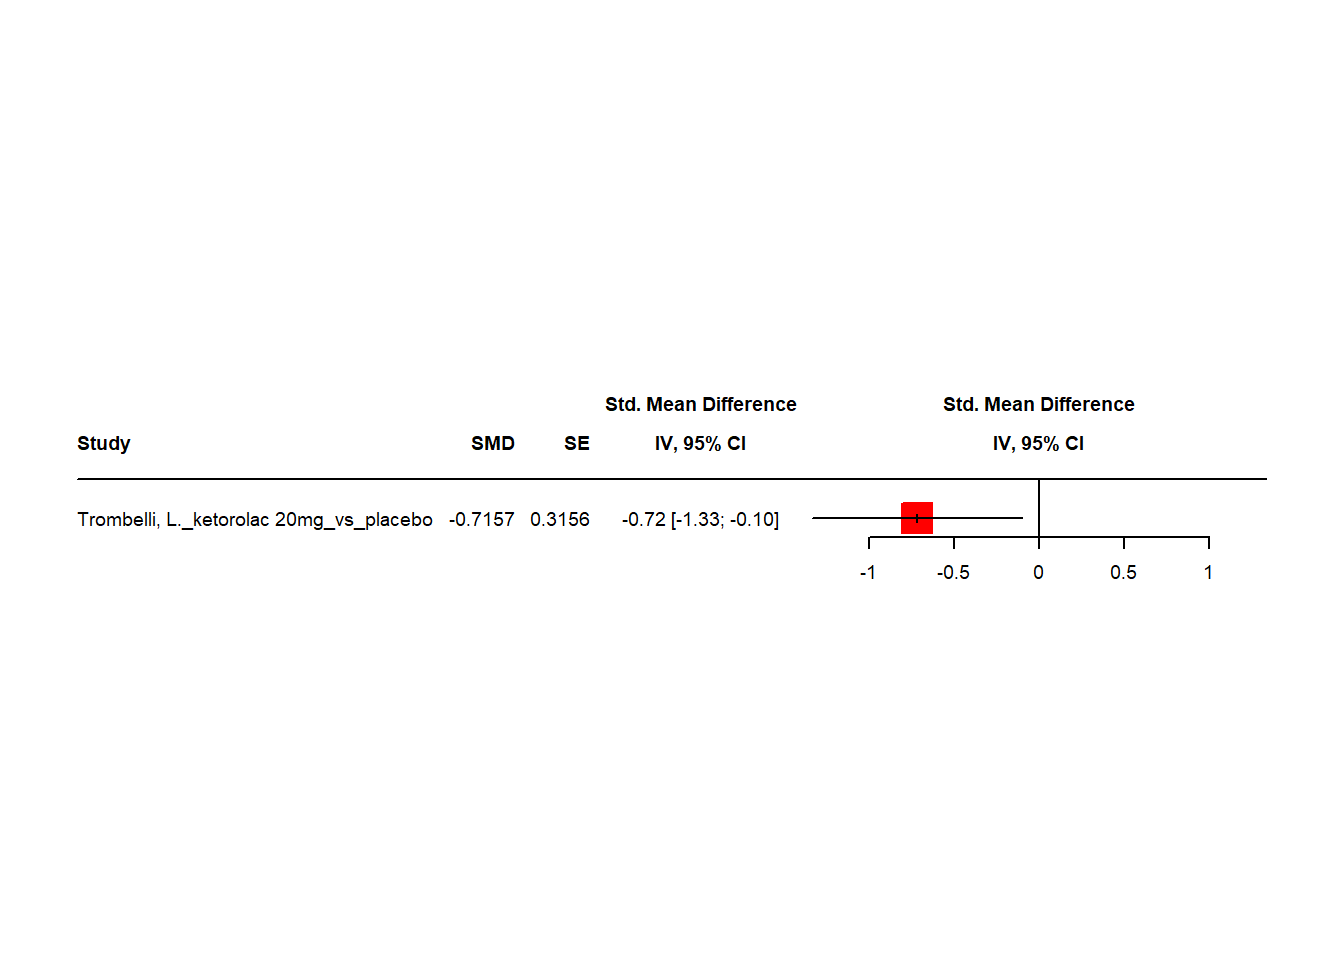 Std. Mean Difference Std. Mean Difference
Study SMD SE IV, 95% CI IV, 95% CI
Trombelli, L._ketorolac 20mg_vs_placebo -0.7157 0.3156 -0.72 [-1.33; -0.10]
-1 -0.5 0 0.5 1